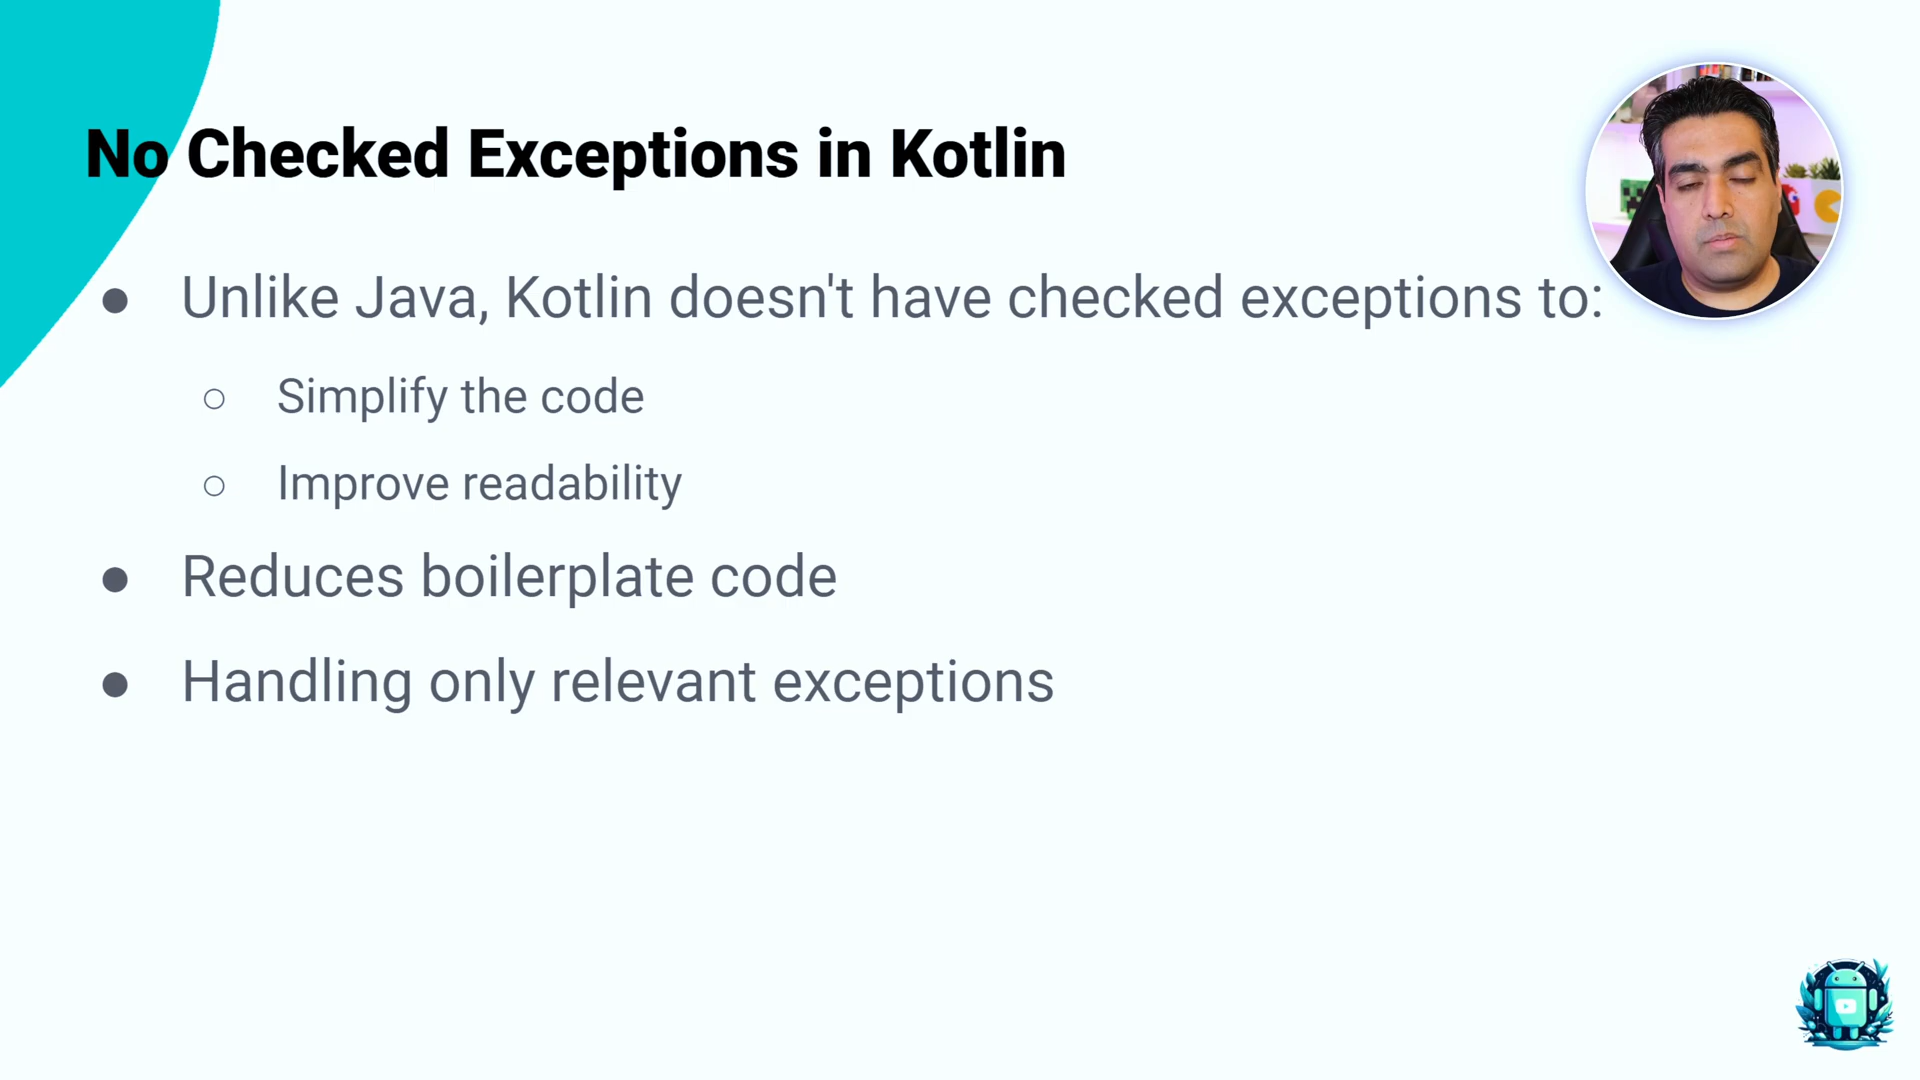 No Checked Exceptions in Kotlin
● Unlike Java, Kotlin doesn't have checked exceptions to:
○ Simplify the code
○ Improve readability
● Reduces boilerplate code
● Handling only relevant exceptions